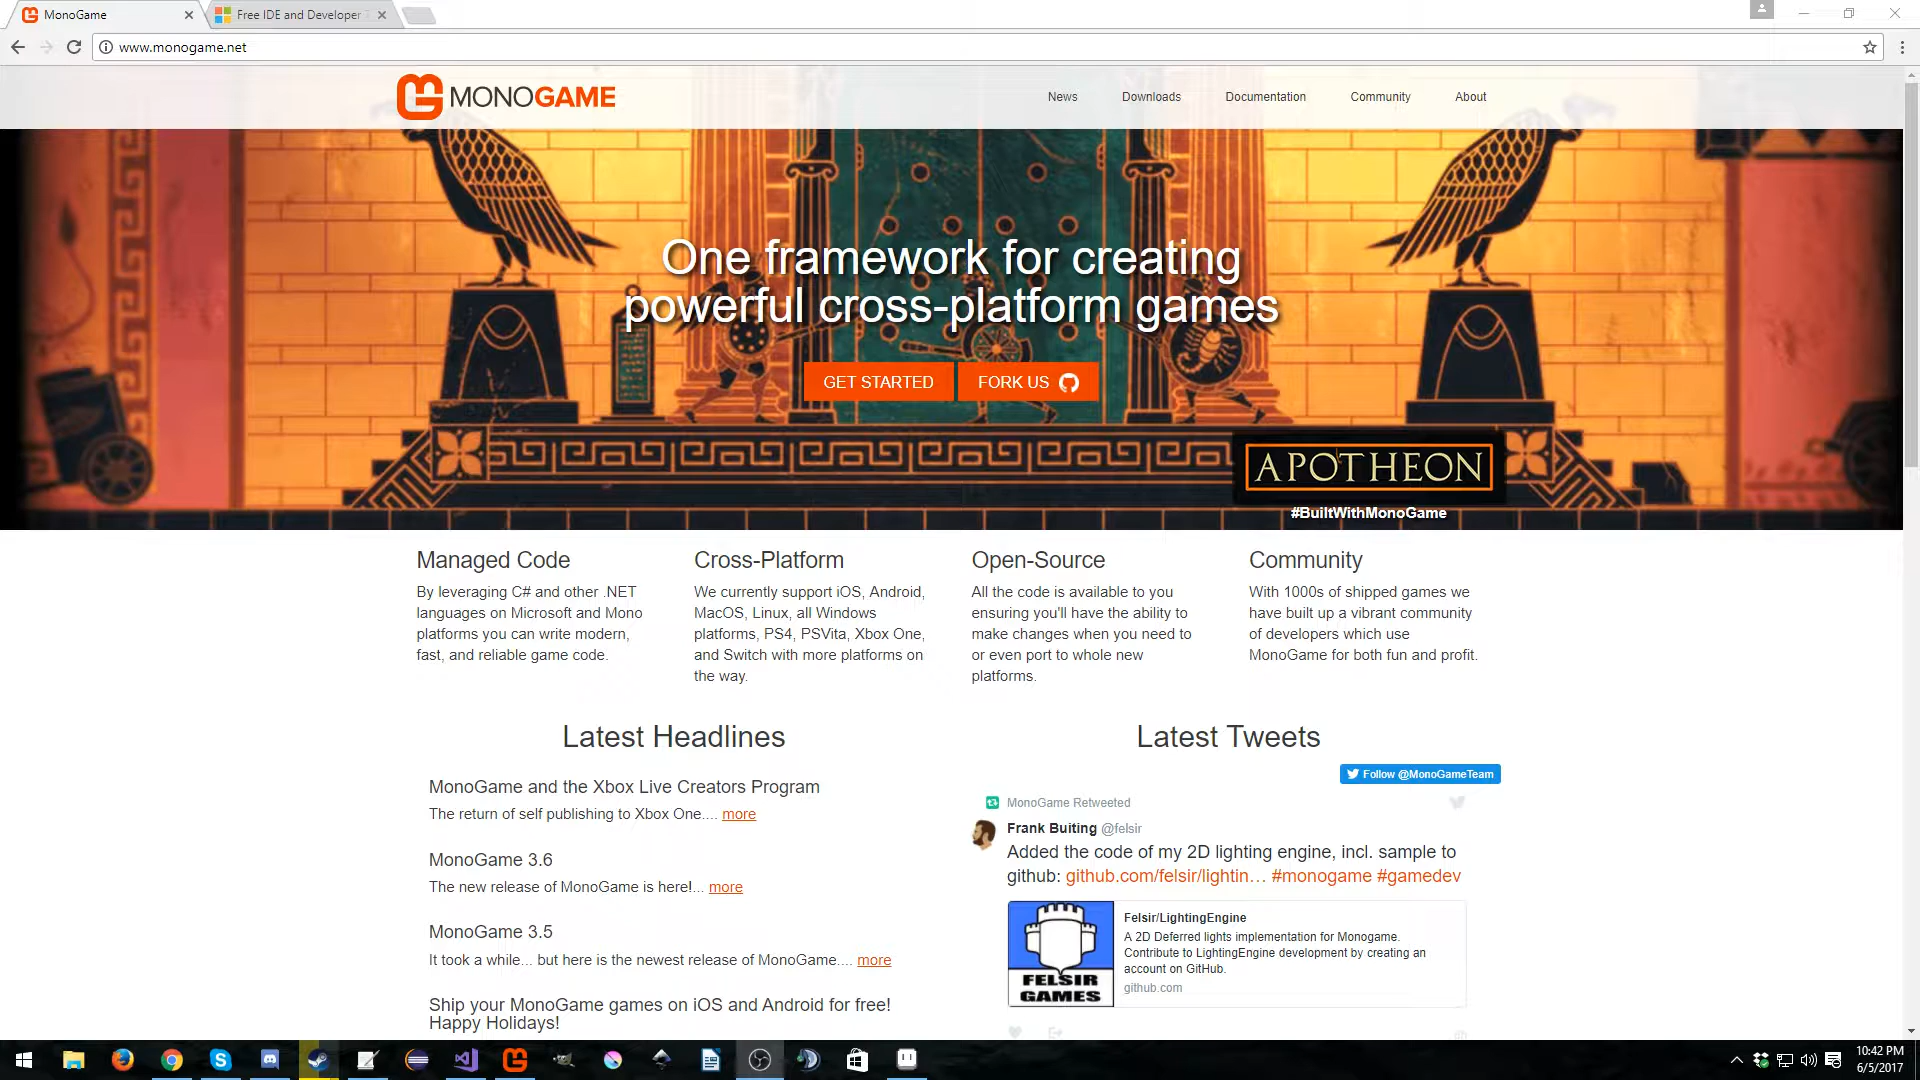 MonoGame
Free IDE and Developer T
www.monogame.net
MONOGAME
News
Downloads
Documentation
Community
About
One framework for creating
powerful cross-platform games
GET STARTED
FORK US
APOTHEON
#BuiltWithMonoGame
Managed Code
By leveraging C# and other .NET
languages on Microsoft and Mono
platforms you can write modern,
fast, and reliable game code.
Cross-Platform
We currently support iOS, Android,
MacOS, Linux, all Windows
platforms, PS4, PSVita, Xbox One,
and Switch with more platforms on
the way.
Open-Source
All the code is available to you
ensuring you'll have the ability to
make changes when you need to
or even port to whole new
platforms.
Community
With 1000s of shipped games we
have built up a vibrant community
of developers which use
MonoGame for both fun and profit.
Latest Headlines
MonoGame and the Xbox Live Creators Program
The return of self publishing to Xbox One.... more
MonoGame 3.6
The new release of MonoGame is here!... more
MonoGame 3.5
It took a while... but here is the newest release of MonoGame.... more
Ship your MonoGame games on iOS and Android for free!
Happy Holidays!
Latest Tweets
Follow @MonoGameTeam
MonoGame Retweeted
Frank Buiting @felsir
Added the code of my 2D lighting engine, incl. sample to
github: github.com/felsir/lightin… #monogame #gamedev
FELSIR
GAMES
Felsir/LightingEngine
A 2D Deferred lights implementation for Monogame.
Contribute to LightingEngine development by creating an
account on GitHub.
github.com
10:42 PM
6/5/2017